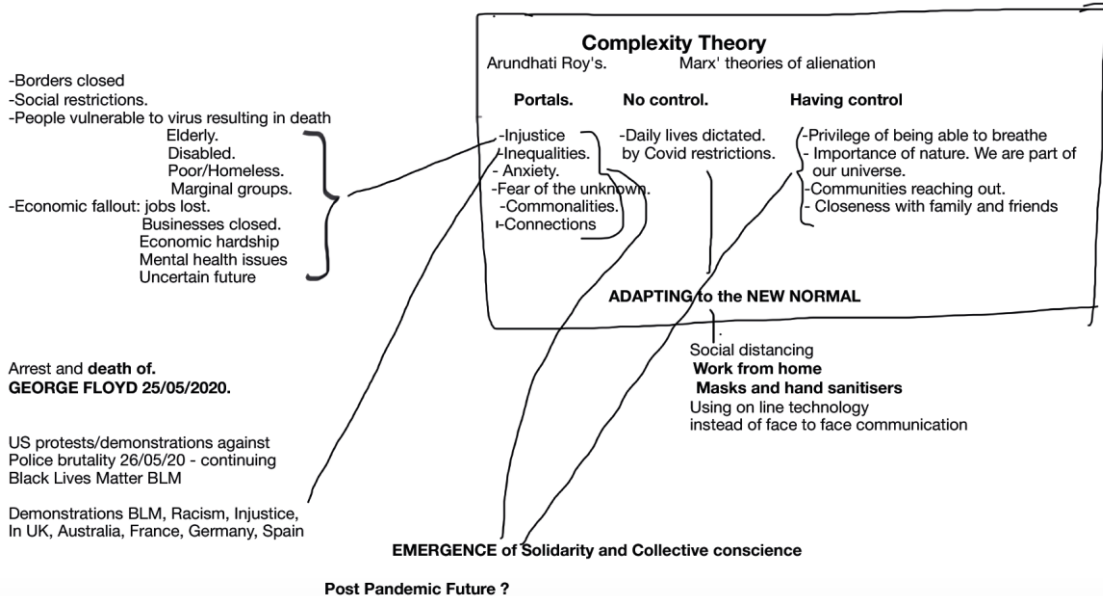 Complexity Theory
Arundhati Roy's. Marx' theories of alienation
Portals. No control. Having control
-Injustice
-Inequalities.
- Anxiety.
-Fear of the unknown.
-Commonalities.
-Connections
-Daily lives dictated.
by Covid restrictions.
-Privilege of being able to breathe
- Importance of nature. We are part of
our universe.
-Communities reaching out.
- Closeness with family and friends
ADAPTING to the NEW NORMAL
Social distancing
Work from home
Masks and hand sanitisers
Using on line technology
instead of face to face communication
-Borders closed
-Social restrictions.
-People vulnerable to virus resulting in death
Elderly.
Disabled.
Poor/Homeless.
Marginal groups.
-Economic fallout: jobs lost.
Businesses closed.
Economic hardship
Mental health issues
Uncertain future
Arrest and death of.
GEORGE FLOYD 25/05/2020.
US protests/demonstrations against
Police brutality 26/05/20 - continuing
Black Lives Matter BLM
Demonstrations BLM, Racism, Injustice,
In UK, Australia, France, Germany, Spain
EMERGENCE of Solidarity and Collective conscience
Post Pandemic Future ?